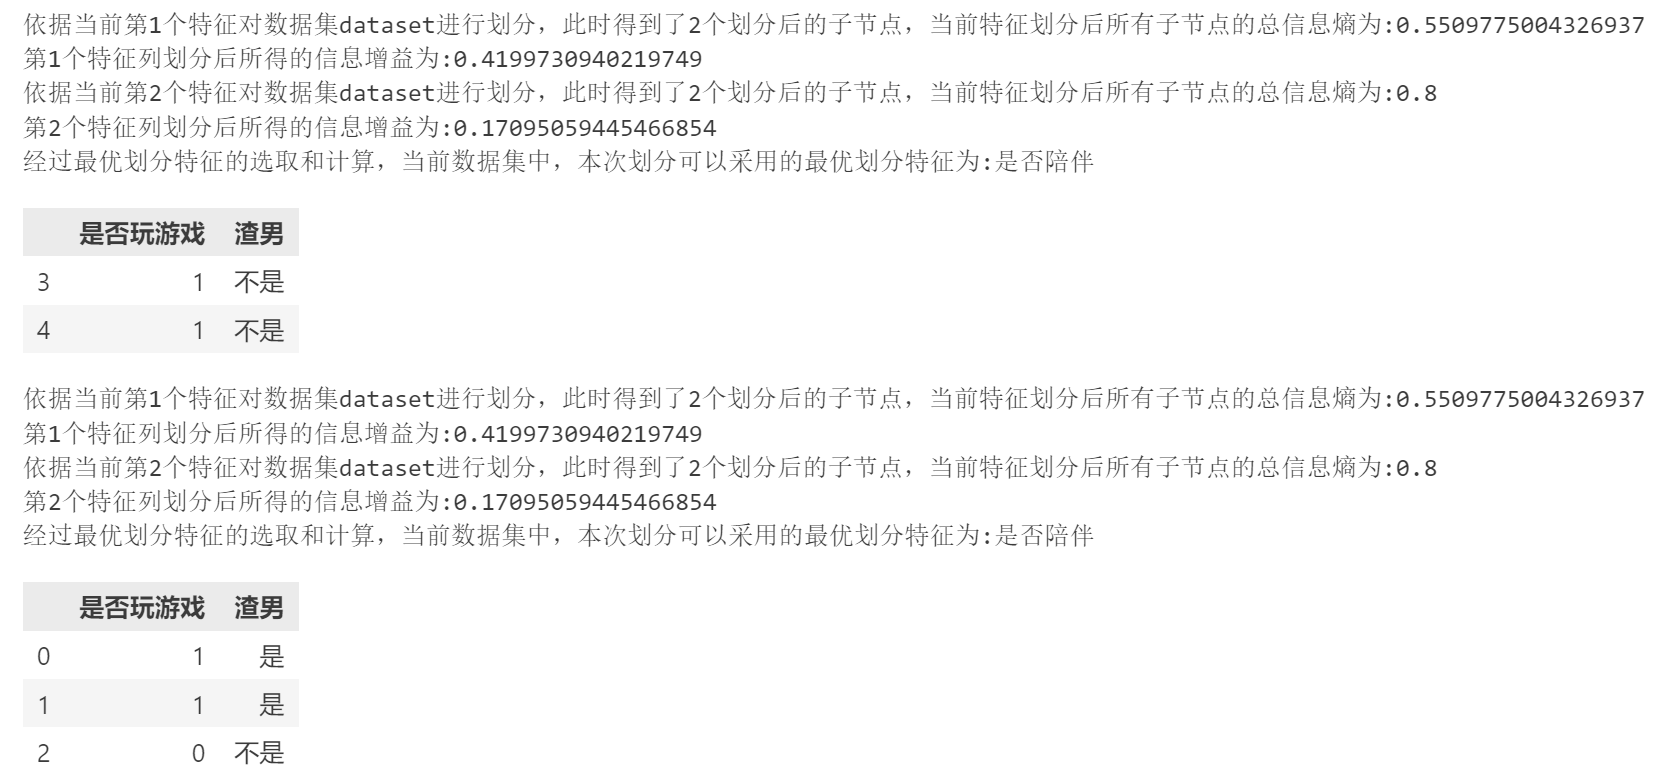 依据当前第1个特征对数据集dataset进行划分，此时得到了2个划分后的子节点，当前特征划分后所有子节点的总信息熵为:0.5509775004326937
第1个特征列划分后所得的信息增益为:0.4199730940219749
依据当前第2个特征对数据集dataset进行划分，此时得到了2个划分后的子节点，当前特征划分后所有子节点的总信息熵为:0.8
第2个特征列划分后所得的信息增益为:0.17095059445466854
经过最优划分特征的选取和计算，当前数据集中，本次划分可以采用的最优划分特征为:是否陪伴
是否玩游戏 渣男
3 1 不是
4 1 不是
依据当前第1个特征对数据集dataset进行划分，此时得到了2个划分后的子节点，当前特征划分后所有子节点的总信息熵为:0.5509775004326937
第1个特征列划分后所得的信息增益为:0.4199730940219749
依据当前第2个特征对数据集dataset进行划分，此时得到了2个划分后的子节点，当前特征划分后所有子节点的总信息熵为:0.8
第2个特征列划分后所得的信息增益为:0.17095059445466854
经过最优划分特征的选取和计算，当前数据集中，本次划分可以采用的最优划分特征为:是否陪伴
是否玩游戏 渣男
0 1 是
1 1 是
2 0 不是